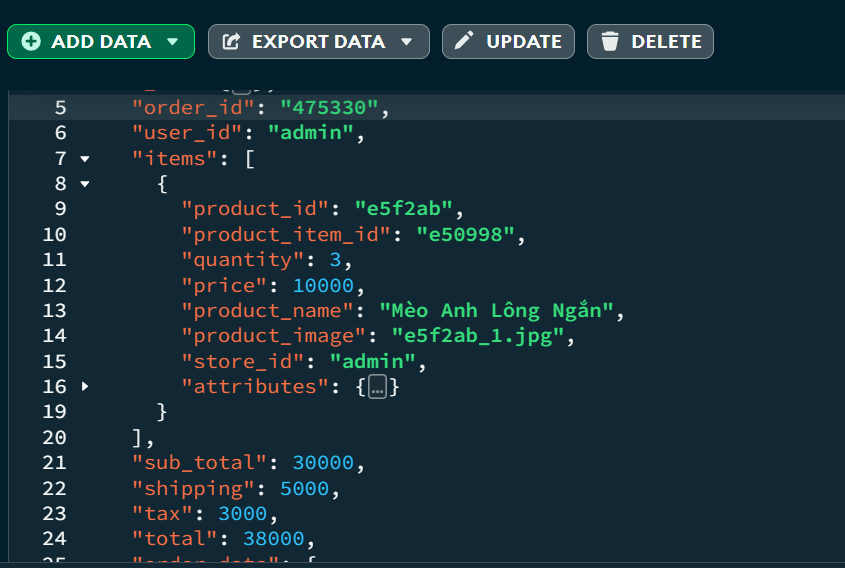 ADD DATA EXPORT DATA UPDATE DELETE
5 "order_id": "475330",
6 "user_id": "admin",
7 "items": [
8 {
9 "product_id": "e5f2ab",
10 "product_item_id": "e50998",
11 "quantity": 3,
12 "price": 10000,
13 "product_name": "Mèo Anh Lông Ngắn",
14 "product_image": "e5f2ab_1.jpg",
15 "store_id": "admin",
16 "attributes": {…}
19 }
20 ],
21 "sub_total": 30000,
22 "shipping": 5000,
23 "tax": 3000,
24 "total": 38000,